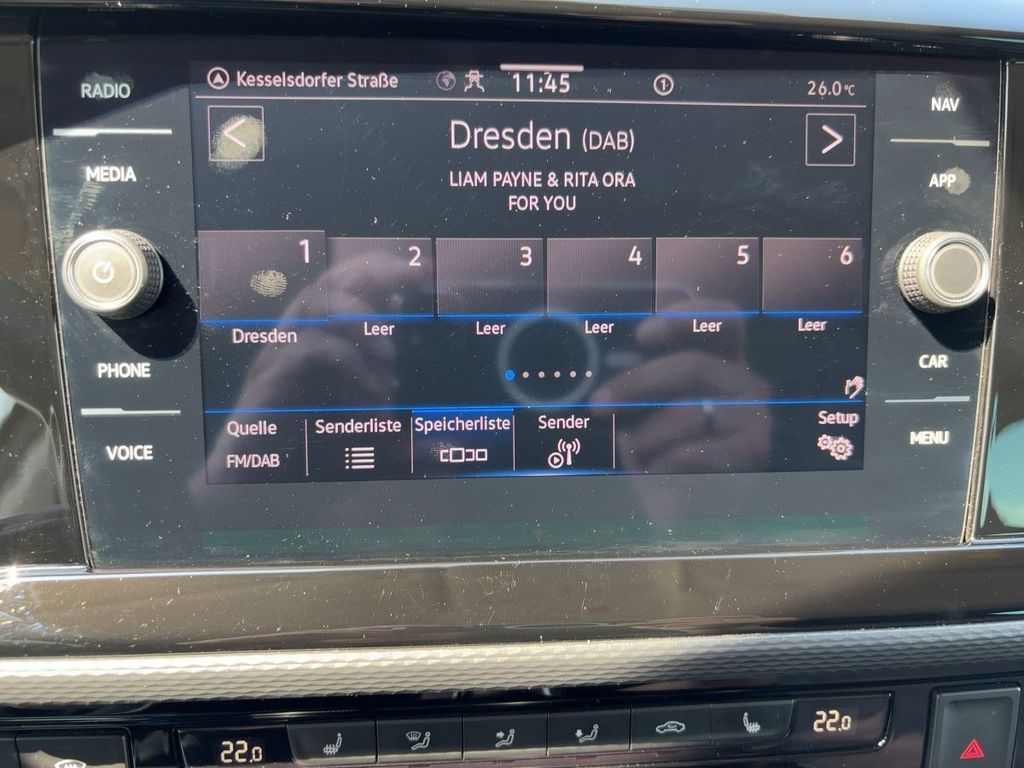 RADIO
MEDIA
PHONE
VOICE
Kesselsdorfer Straße
11:45
1
26.0°C
Dresden (DAB)
LIAM PAYNE & RITA ORA
FOR YOU
1
2
3
4
5
6
Dresden
Leer
Leer
Leer
Leer
Leer
Quelle
FM/DAB
Senderliste
Speicherliste
Sender
Setup
NAV
APP
CAR
MENU
22.0
22.0